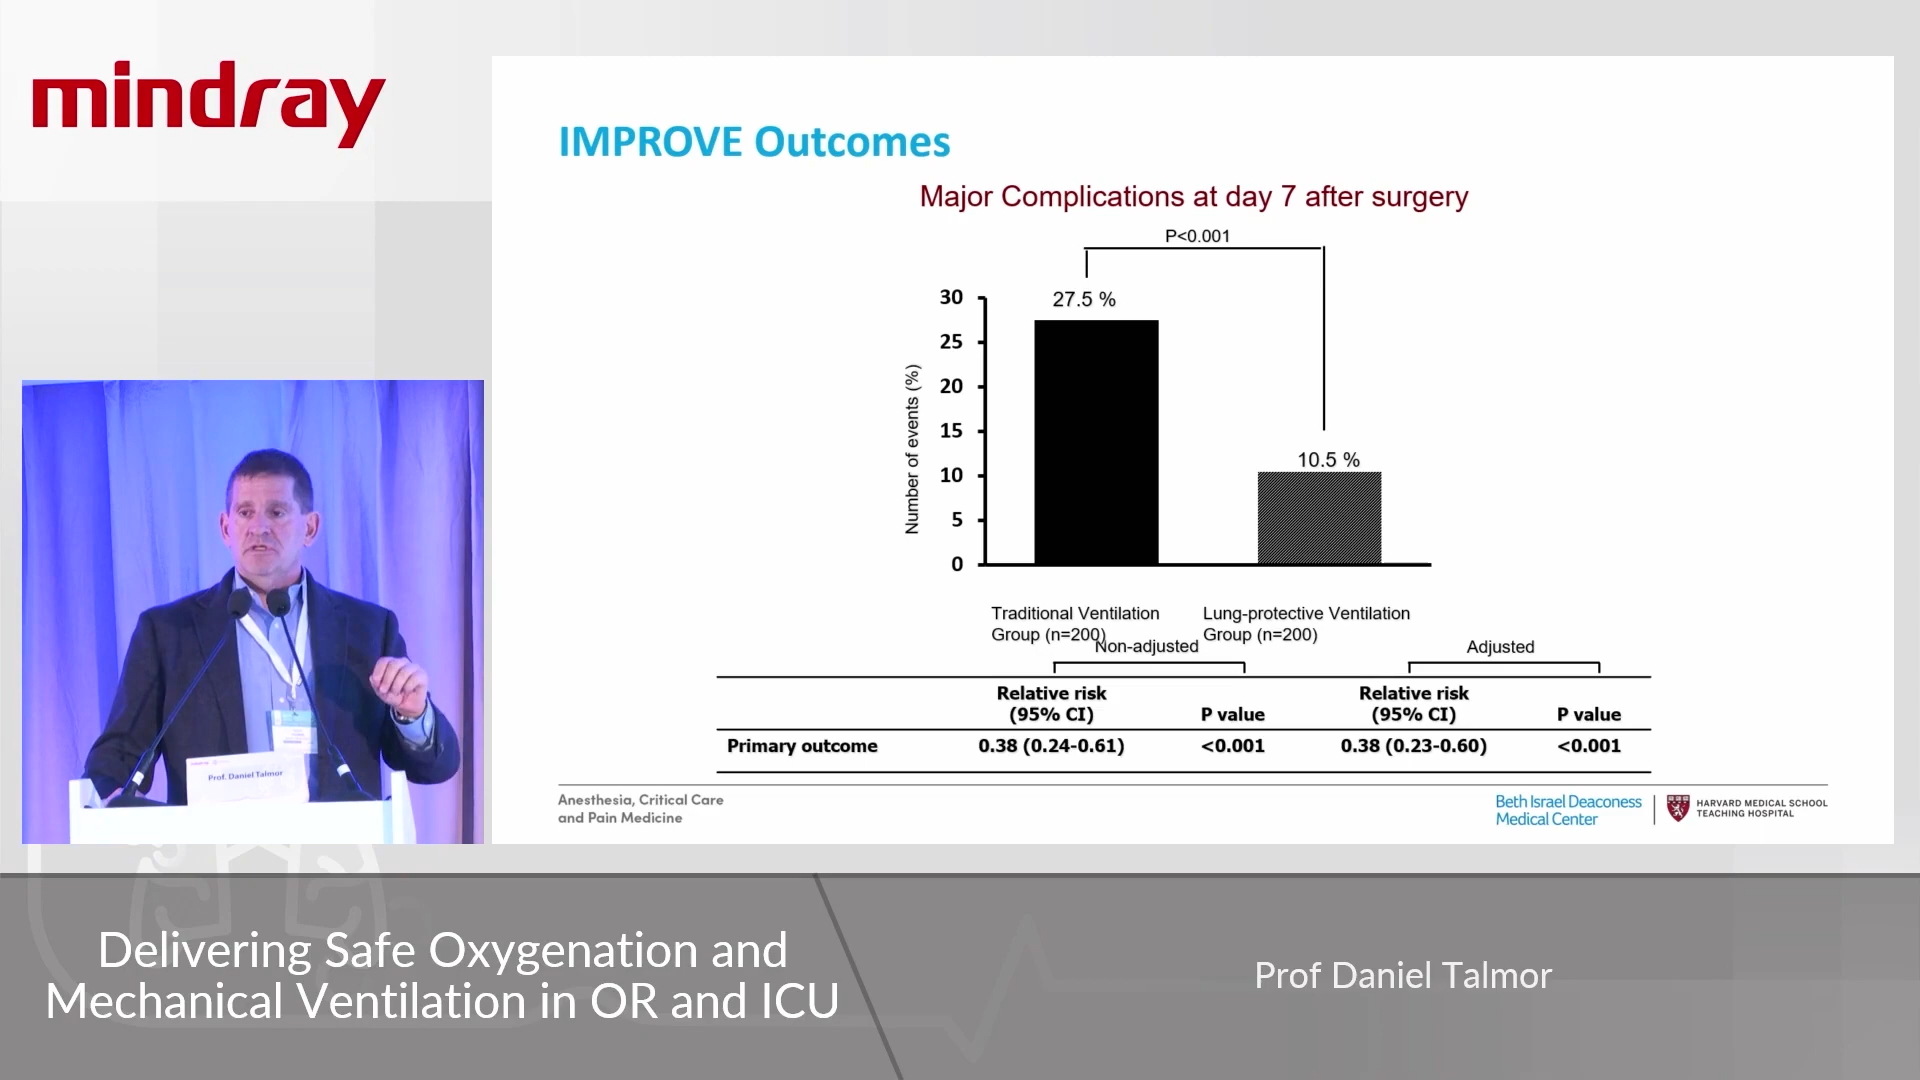 mindray
IMPROVE Outcomes
Major Complications at day 7 after surgery
P<0.001
27.5 %
10.5 %
30
25
20
15
10
5
0
Number of events (%)
Traditional Ventilation
Group (n=200)
Lung-protective Ventilation
Group (n=200)
Non-adjusted
Adjusted
Relative risk
(95% CI)
P value
Relative risk
(95% CI)
P value
Primary outcome 0.38 (0.24-0.61) <0.001 0.38 (0.23-0.60) <0.001
Anesthesia, Critical Care
and Pain Medicine
Beth Israel Deaconess
Medical Center
HARVARD MEDICAL SCHOOL
TEACHING HOSPITAL
Prof. Daniel Talmor
Delivering Safe Oxygenation and
Mechanical Ventilation in OR and ICU
Prof Daniel Talmor